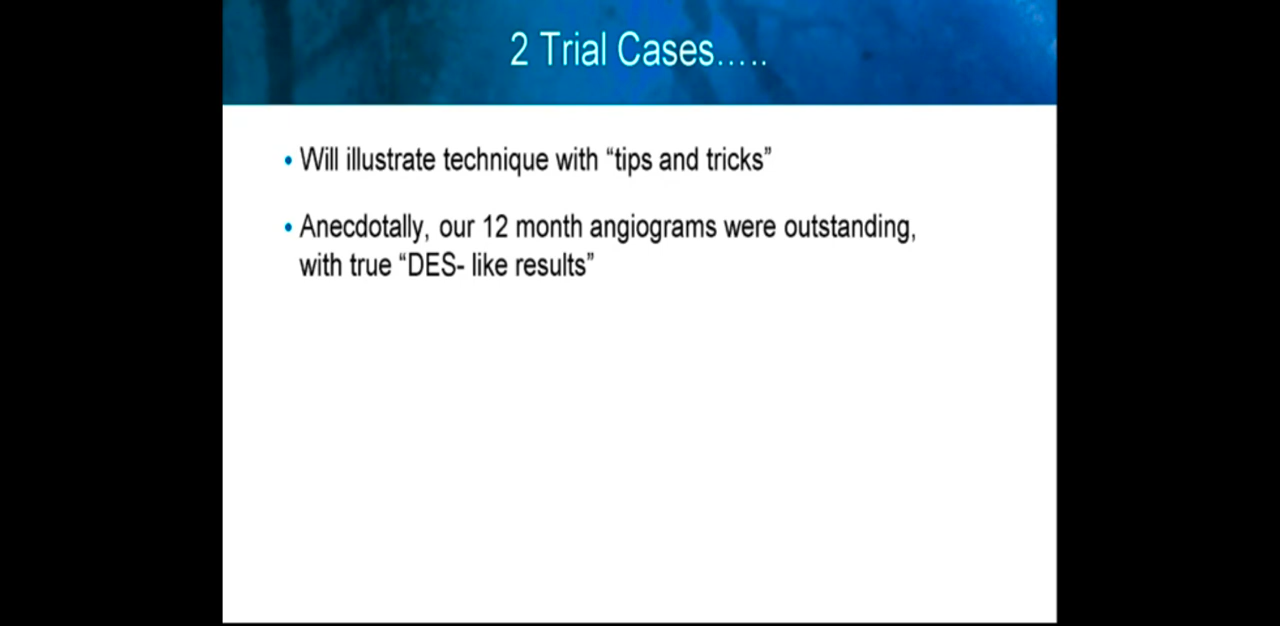 2 Trial Cases…..
• Will illustrate technique with “tips and tricks”
• Anecdotally, our 12 month angiograms were outstanding,
with true “DES- like results”